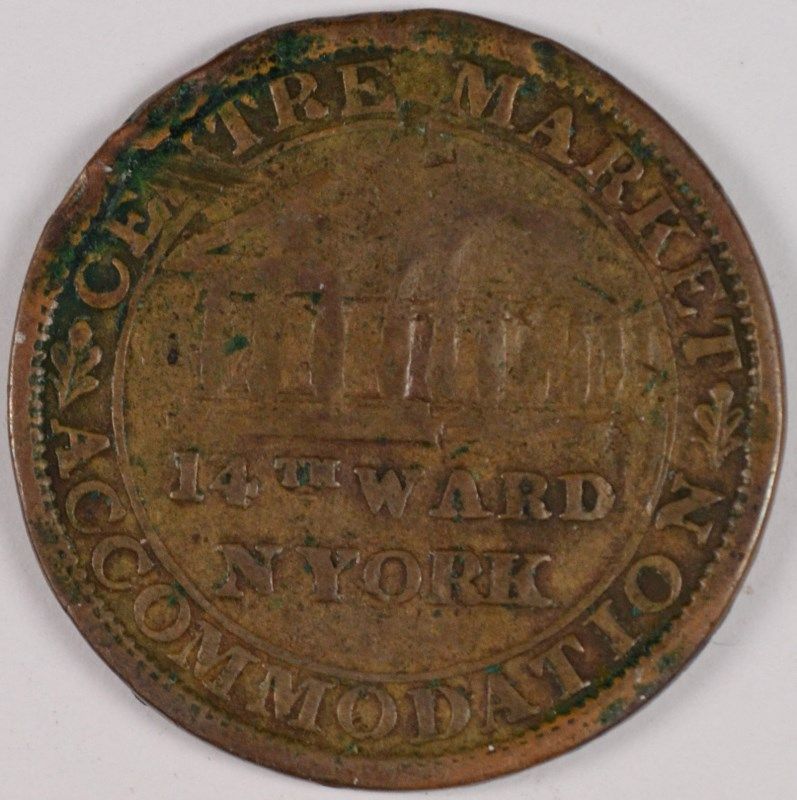 CENTRE MARKET
14TH WARD
N YORK
ACCOMMODATION